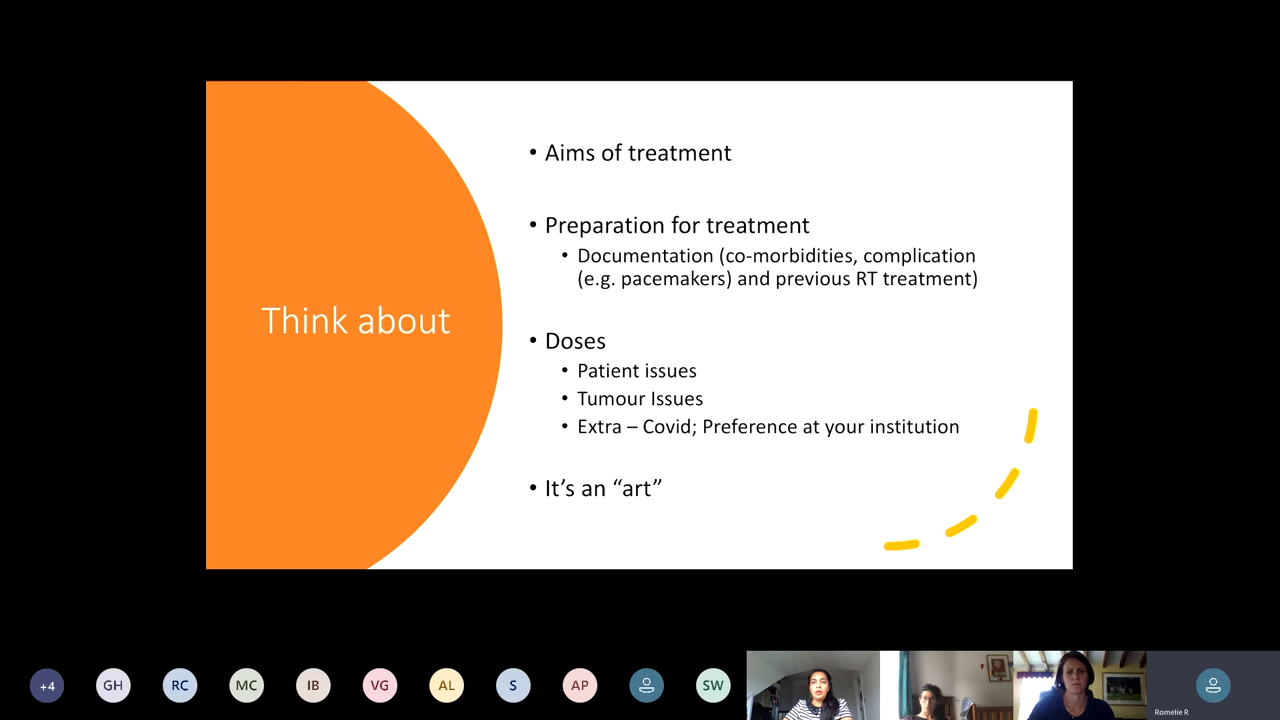 Think about
• Aims of treatment
• Preparation for treatment
• Documentation (co-morbidities, complication
(e.g. pacemakers) and previous RT treatment)
• Doses
• Patient issues
• Tumour Issues
• Extra – Covid; Preference at your institution
• It's an “art”
+4
GH
RC
MC
IB
VG
AL
S
AP
SW
Romelie R